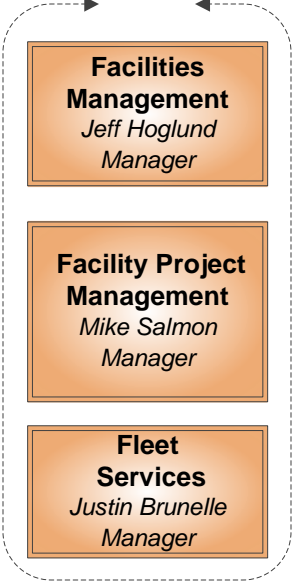 Facilities
Management
Jeff Hoglund
Manager
Facility Project
Management
Mike Salmon
Manager
Fleet
Services
Justin Brunelle
Manager